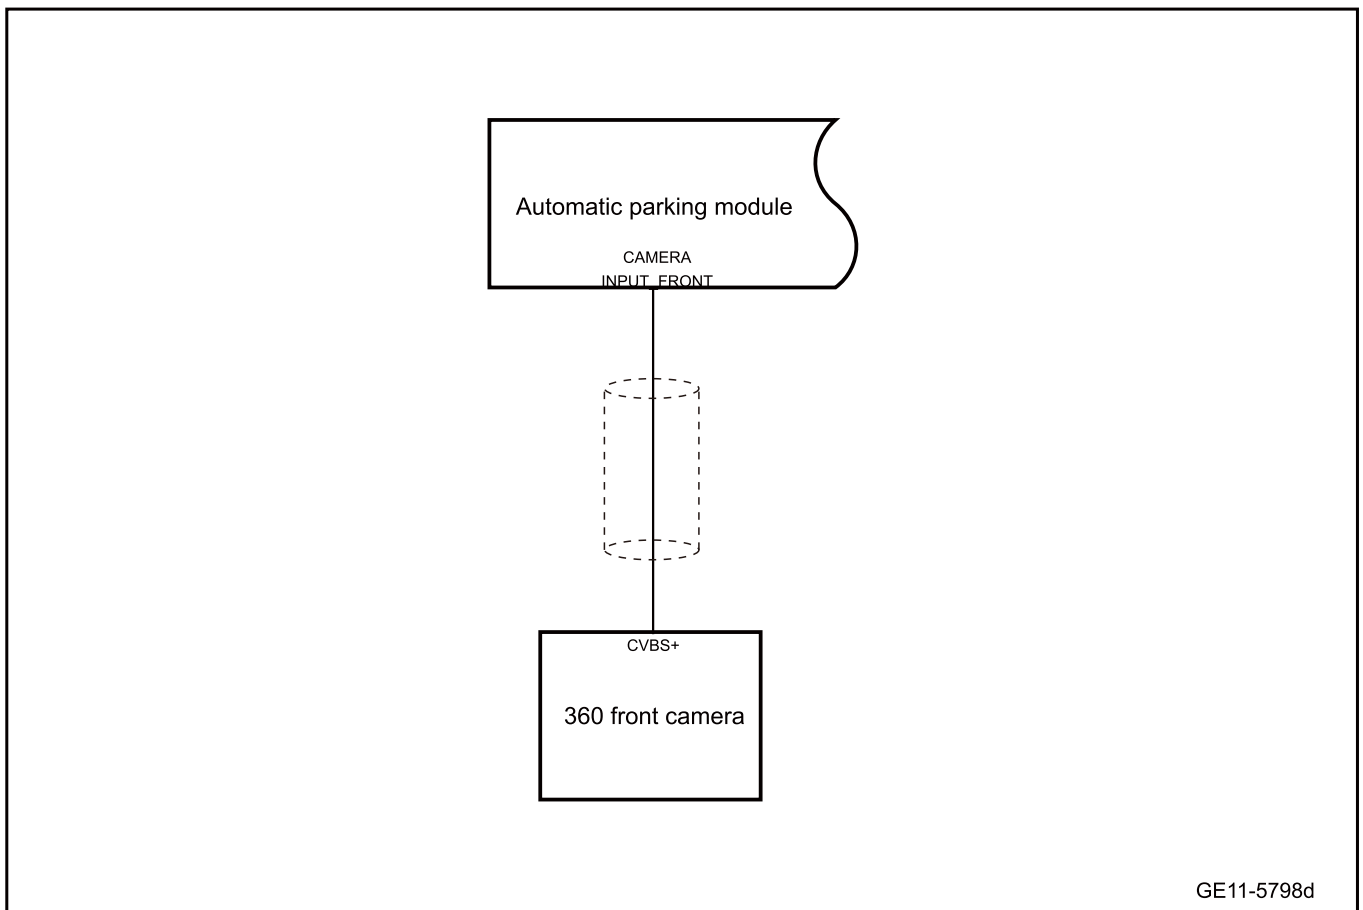 Automatic parking module
CAMERA
INPUT_FRONT
CVBS+
360 front camera
GE11-5798d